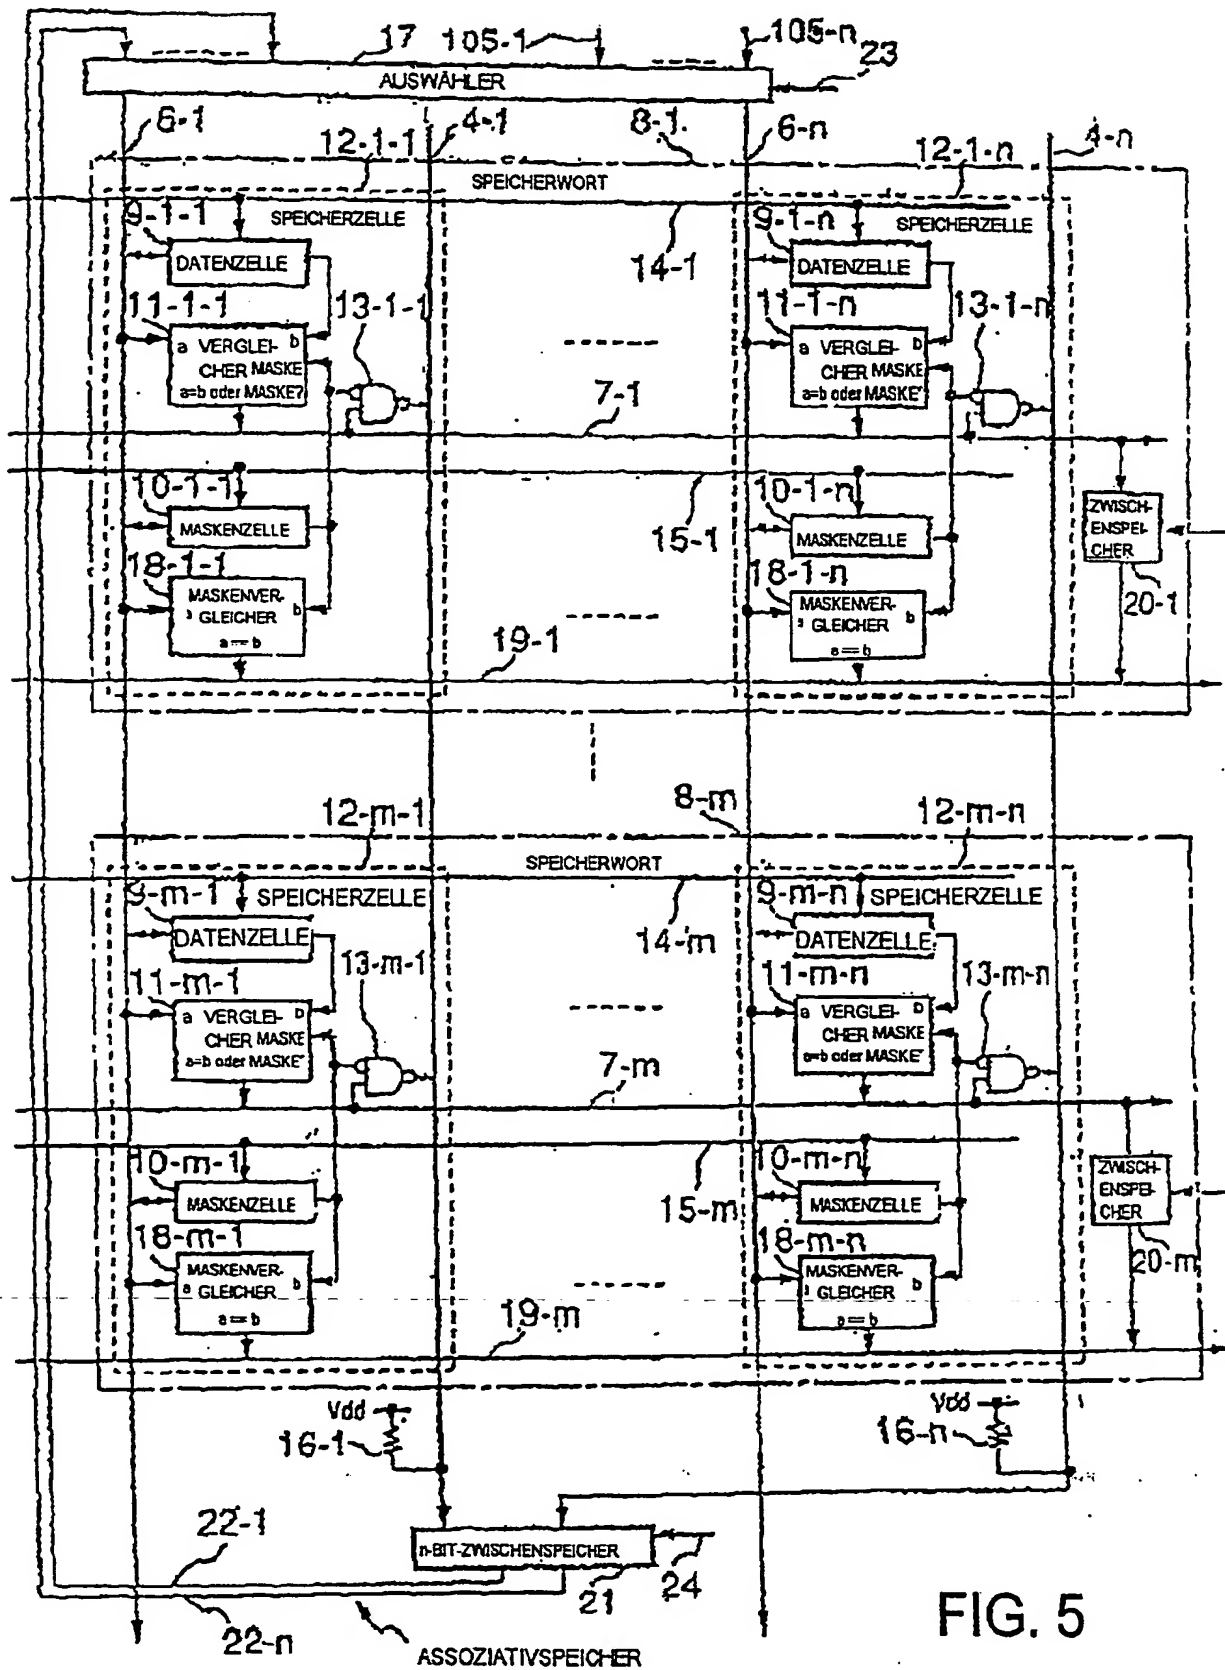 17
105-1
105-n
AUSWÄHLER
23
6-1
4-1
8-1
6-n
4-n
12-1-1
12-1-n
SPEICHERWORT
9-1-1
SPEICHERZELLE
9-1-n
SPEICHERZELLE
DATENZELLE
14-1
DATENZELLE
11-1-1
13-1-1
11-1-n
13-1-n
a VERGLEI- b
CHER MASKE
a=b oder MASKE?
a VERGLEI- b
CHER MASKE
a=b oder MASKE
7-1
10-1-1
10-1-n
MASKENZELLE
15-1
MASKENZELLE
ZWISCH-
ENSPEI-
CHER
18-1-1
18-1-n
20-1
MASKENVER-
GLEICHER b
a=b
MASKENVER-
GLEICHER b
a=b
19-1
12-m-1
8-m
12-m-n
SPEICHERWORT
9-m-1
SPEICHERZELLE
9-m-n
SPEICHERZELLE
DATENZELLE
14-m
DATENZELLE
11-m-1
13-m-1
11-m-n
13-m-n
a VERGLEI- b
CHER MASKE
a=b oder MASKE
a VERGLEI- b
CHER MASKE
a=b oder MASKE
7-m
10-m-1
10-m-n
MASKENZELLE
15-m
MASKENZELLE
ZWISCH-
ENSPEI-
CHER
18-m-1
18-m-n
20-m
MASKENVER-
a GLEICHER b
a=b
MASKENVER-
GLEICHER b
a=b
19-m
Vdd
16-1
Vdd
16-n
22-1
n-BIT-ZWISCHENSPEICHER
21
24
22-n
ASSOZIATIVSPEICHER
FIG. 5